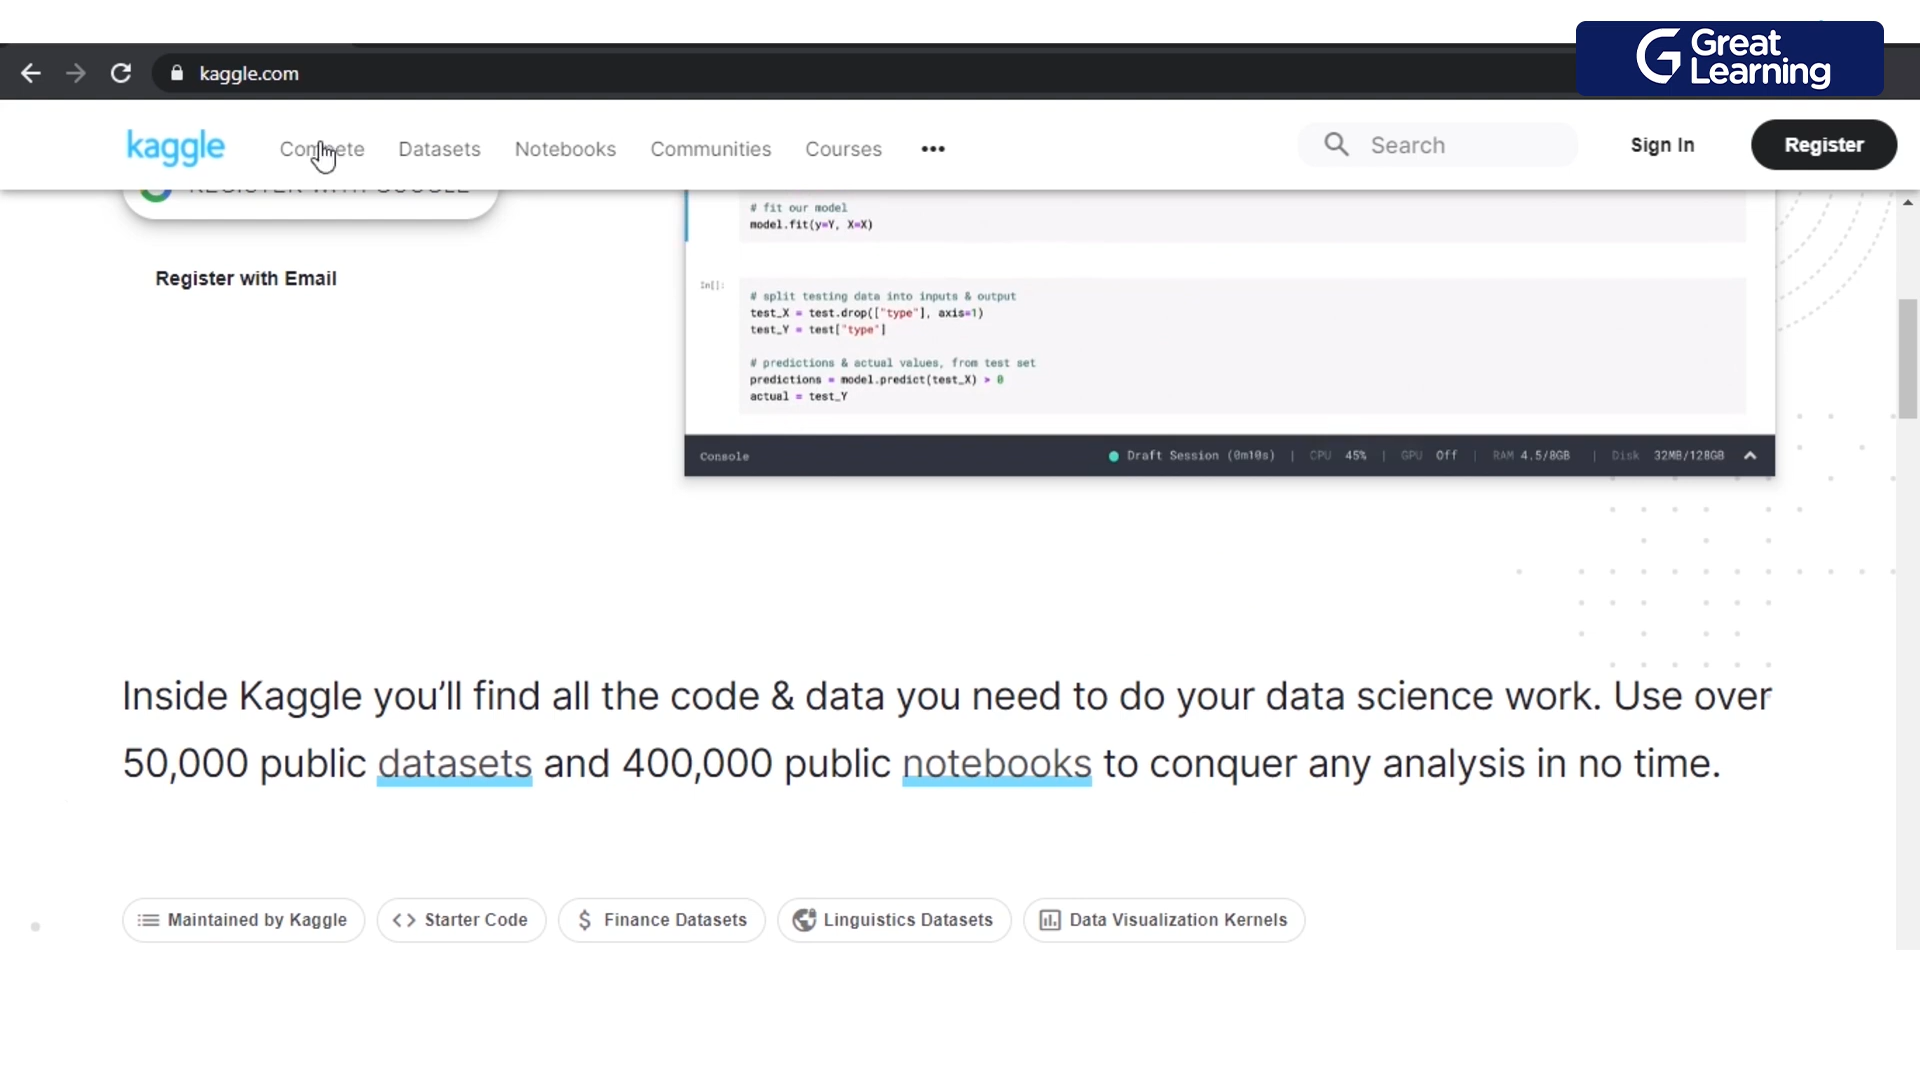 Great
Learning
kaggle.com
kaggle Compete Datasets Notebooks Communities Courses ••• Search Sign In Register
REGISTER WITH GOOGLE
Register with Email
# fit our model
model.fit(y=Y, X=X)
In[]:
# split testing data into inputs & output
test_X = test.drop(["type"], axis=1)
test_Y = test["type"]
# predictions & actual values, from test set
predictions = model.predict(test_X) > 0
actual = test_Y
Console Draft Session (0m10s) | CPU 45% | GPU Off | RAM 4.5/8GB | Disk 32MB/128GB
Inside Kaggle you’ll find all the code & data you need to do your data science work. Use over
50,000 public datasets and 400,000 public notebooks to conquer any analysis in no time.
Maintained by Kaggle <> Starter Code $ Finance Datasets Linguistics Datasets Data Visualization Kernels